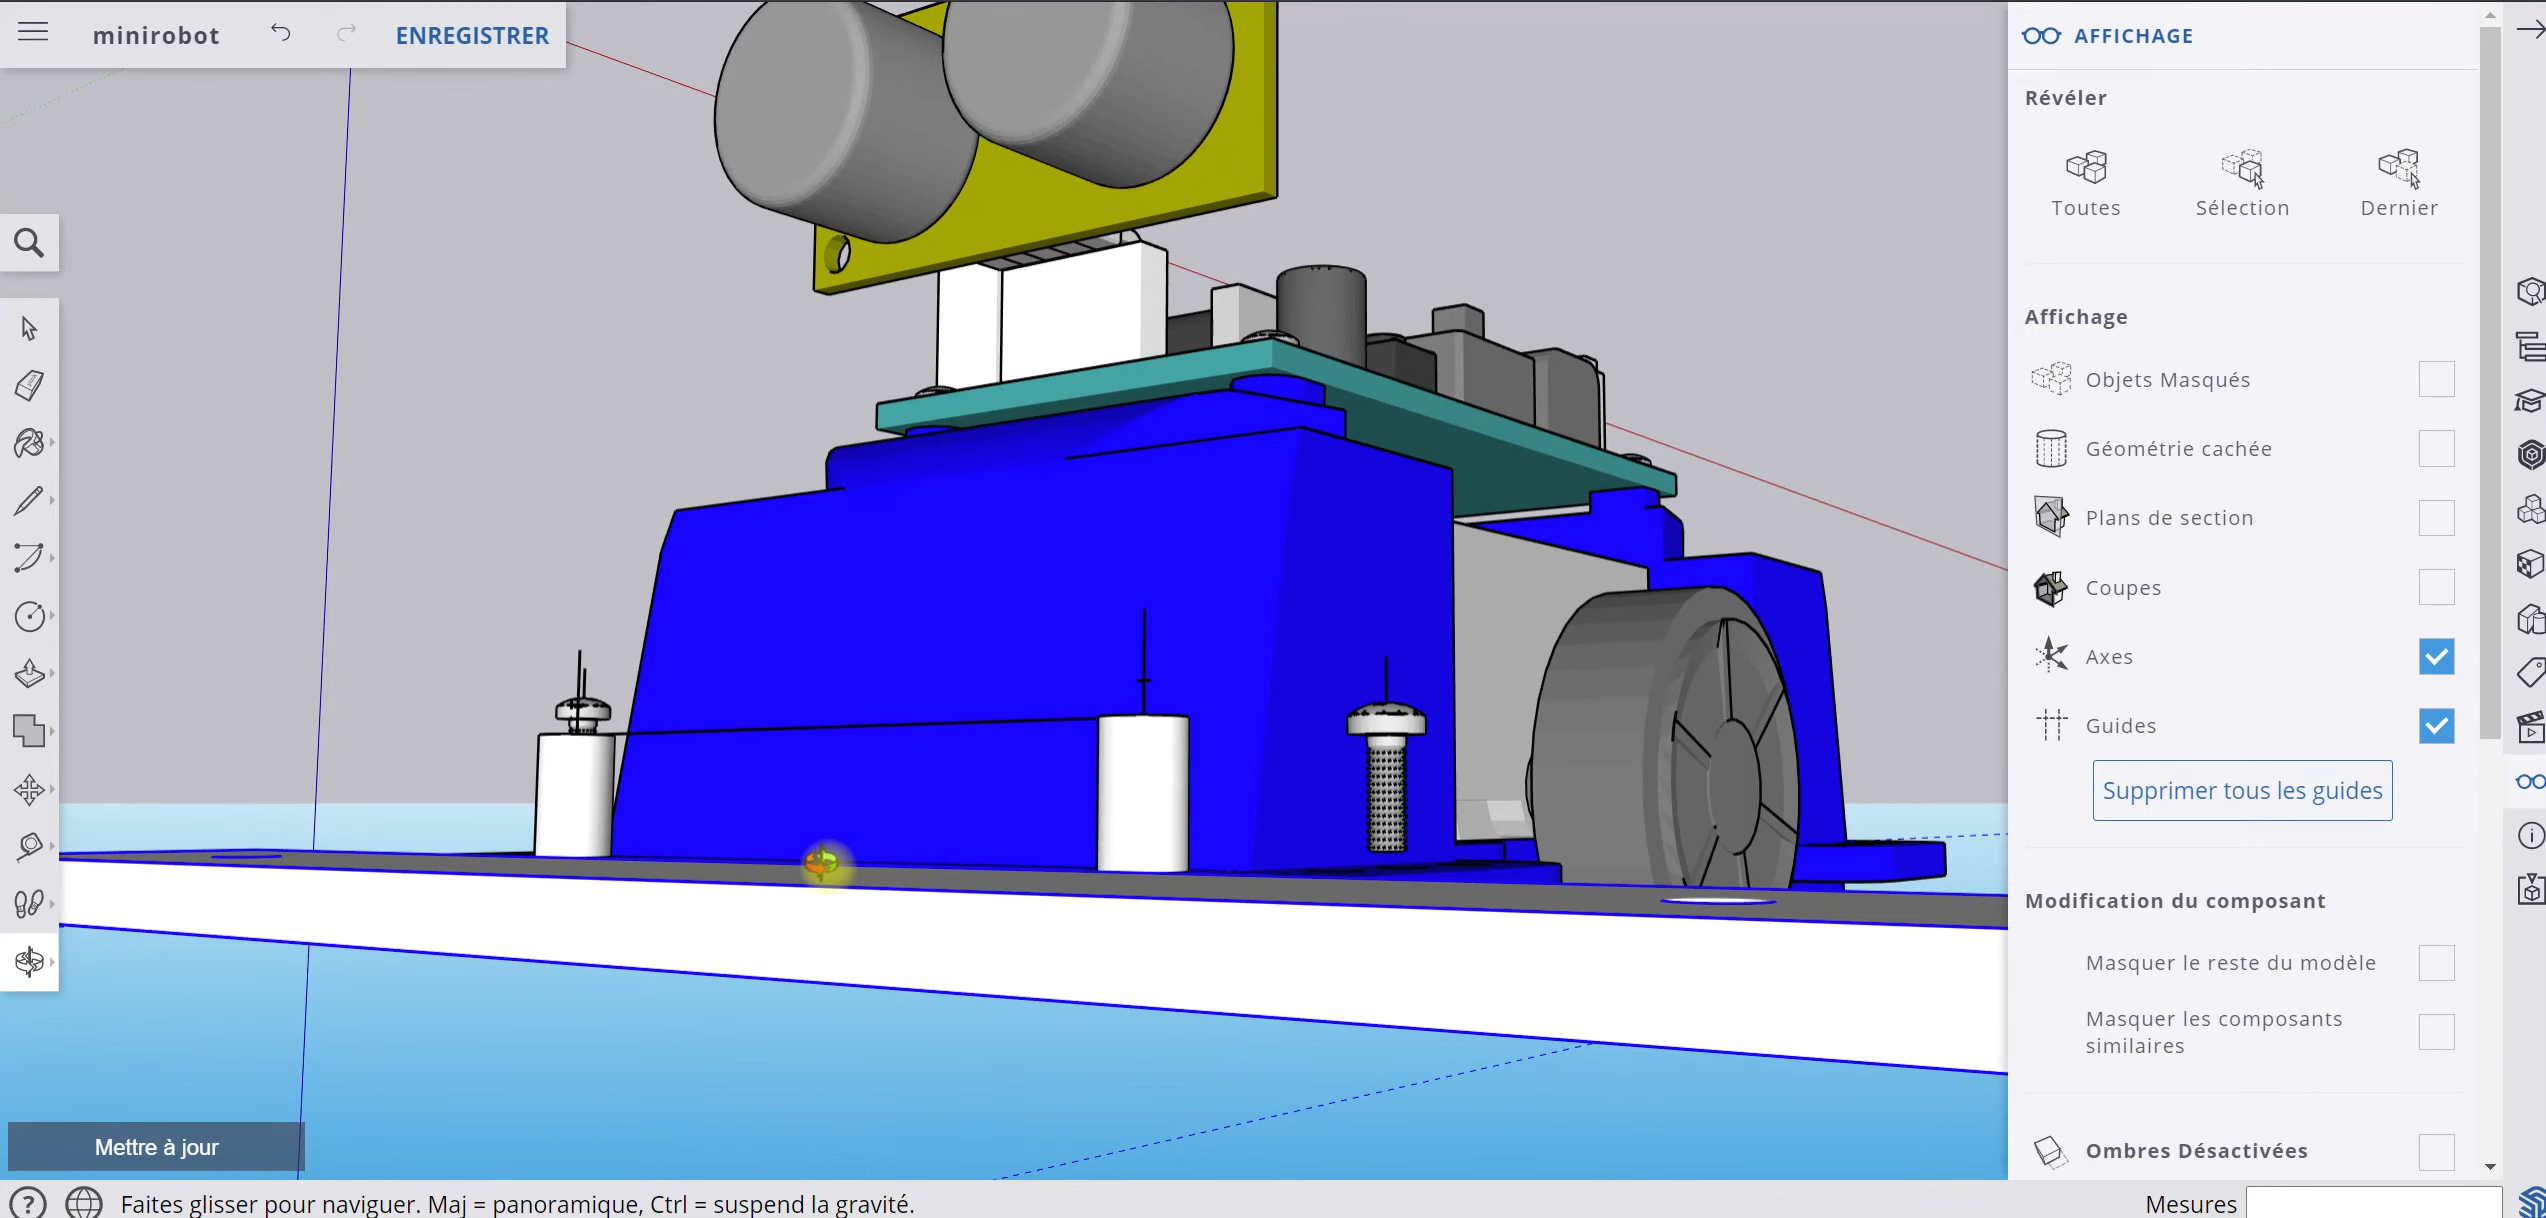 minirobot
ENREGISTRER
AFFICHAGE
Révéler
Toutes
Sélection
Dernier
Affichage
Objets Masqués
Géométrie cachée
Plans de section
Coupes
Axes
Guides
Supprimer tous les guides
Modification du composant
Masquer le reste du modèle
Masquer les composants
similaires
Ombres Désactivées
Mettre à jour
Faites glisser pour naviguer. Maj = panoramique, Ctrl = suspend la gravité.
Mesures